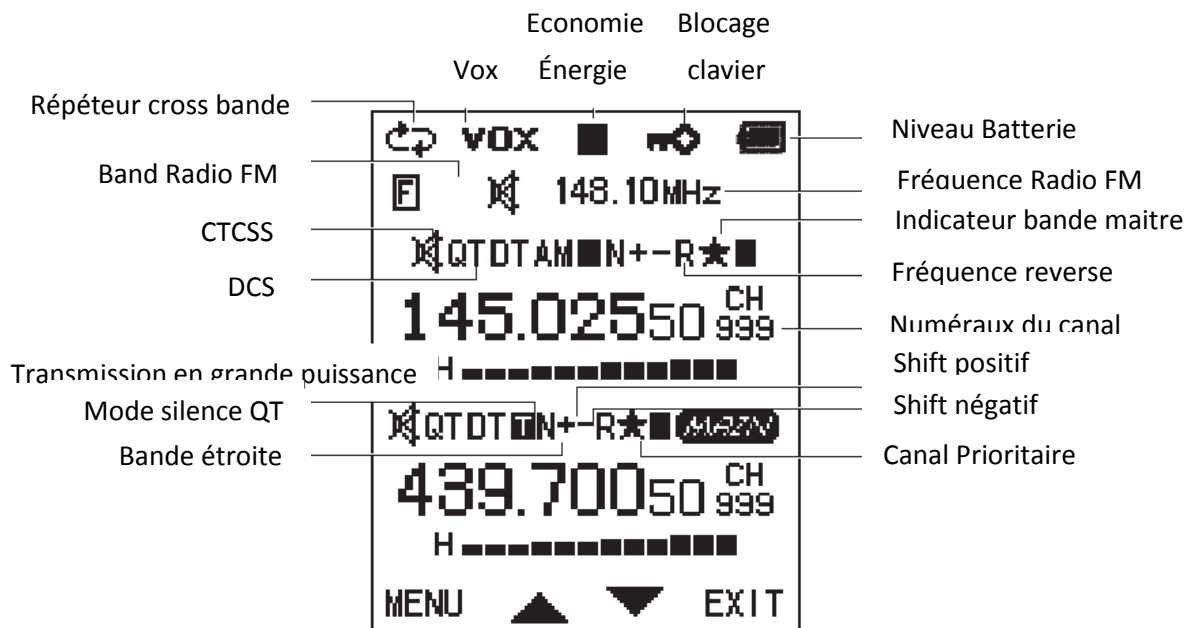 Economie Blocage
Vox Énergie clavier
Répéteur cross bande
VOX
Niveau Batterie
Band Radio FM
F 148.10MHz
Fréquence Radio FM
CTCSS
Indicateur bande maitre
QTDTAM N+-R
DCS
Fréquence reverse
145.02550 CH 999
Numéraux du canal
Transmission en grande puissance
H
Shift positif
Mode silence QT
QTDT T N+-R MAIN
Shift négatif
Bande étroite
Canal Prioritaire
439.70050 CH 999
H
MENU EXIT